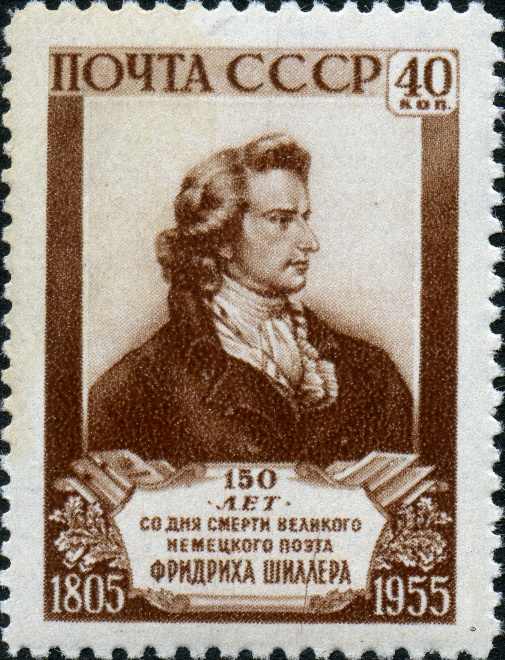 ПОЧТА СССР 40
КОП.
150
·ЛЕТ·
СО ДНЯ СМЕРТИ ВЕЛИКОГО
НЕМЕЦКОГО ПОЭТА
ФРИДРИХА ШИЛЛЕРА
1805 1955